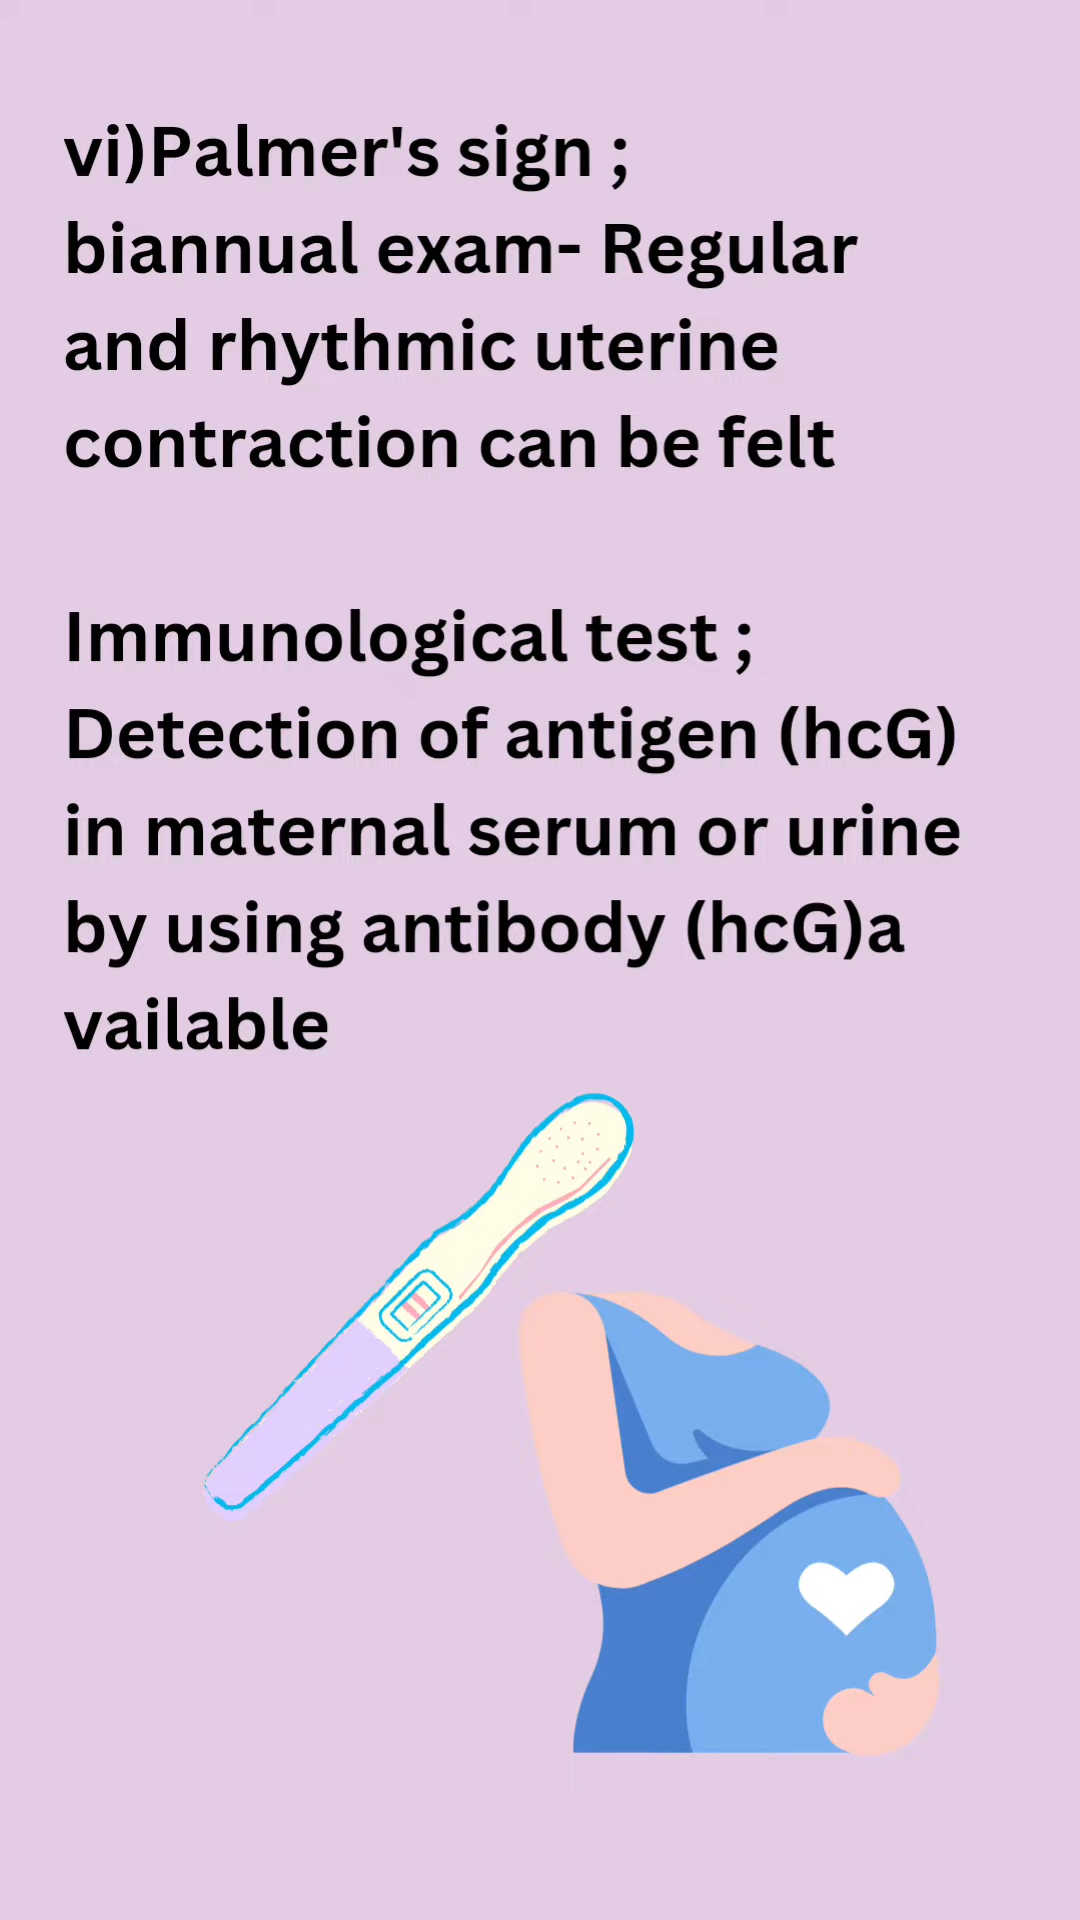 vi)Palmer's sign ;
biannual exam- Regular
and rhythmic uterine
contraction can be felt
Immunological test ;
Detection of antigen (hcG)
in maternal serum or urine
by using antibody (hcG)a
vailable